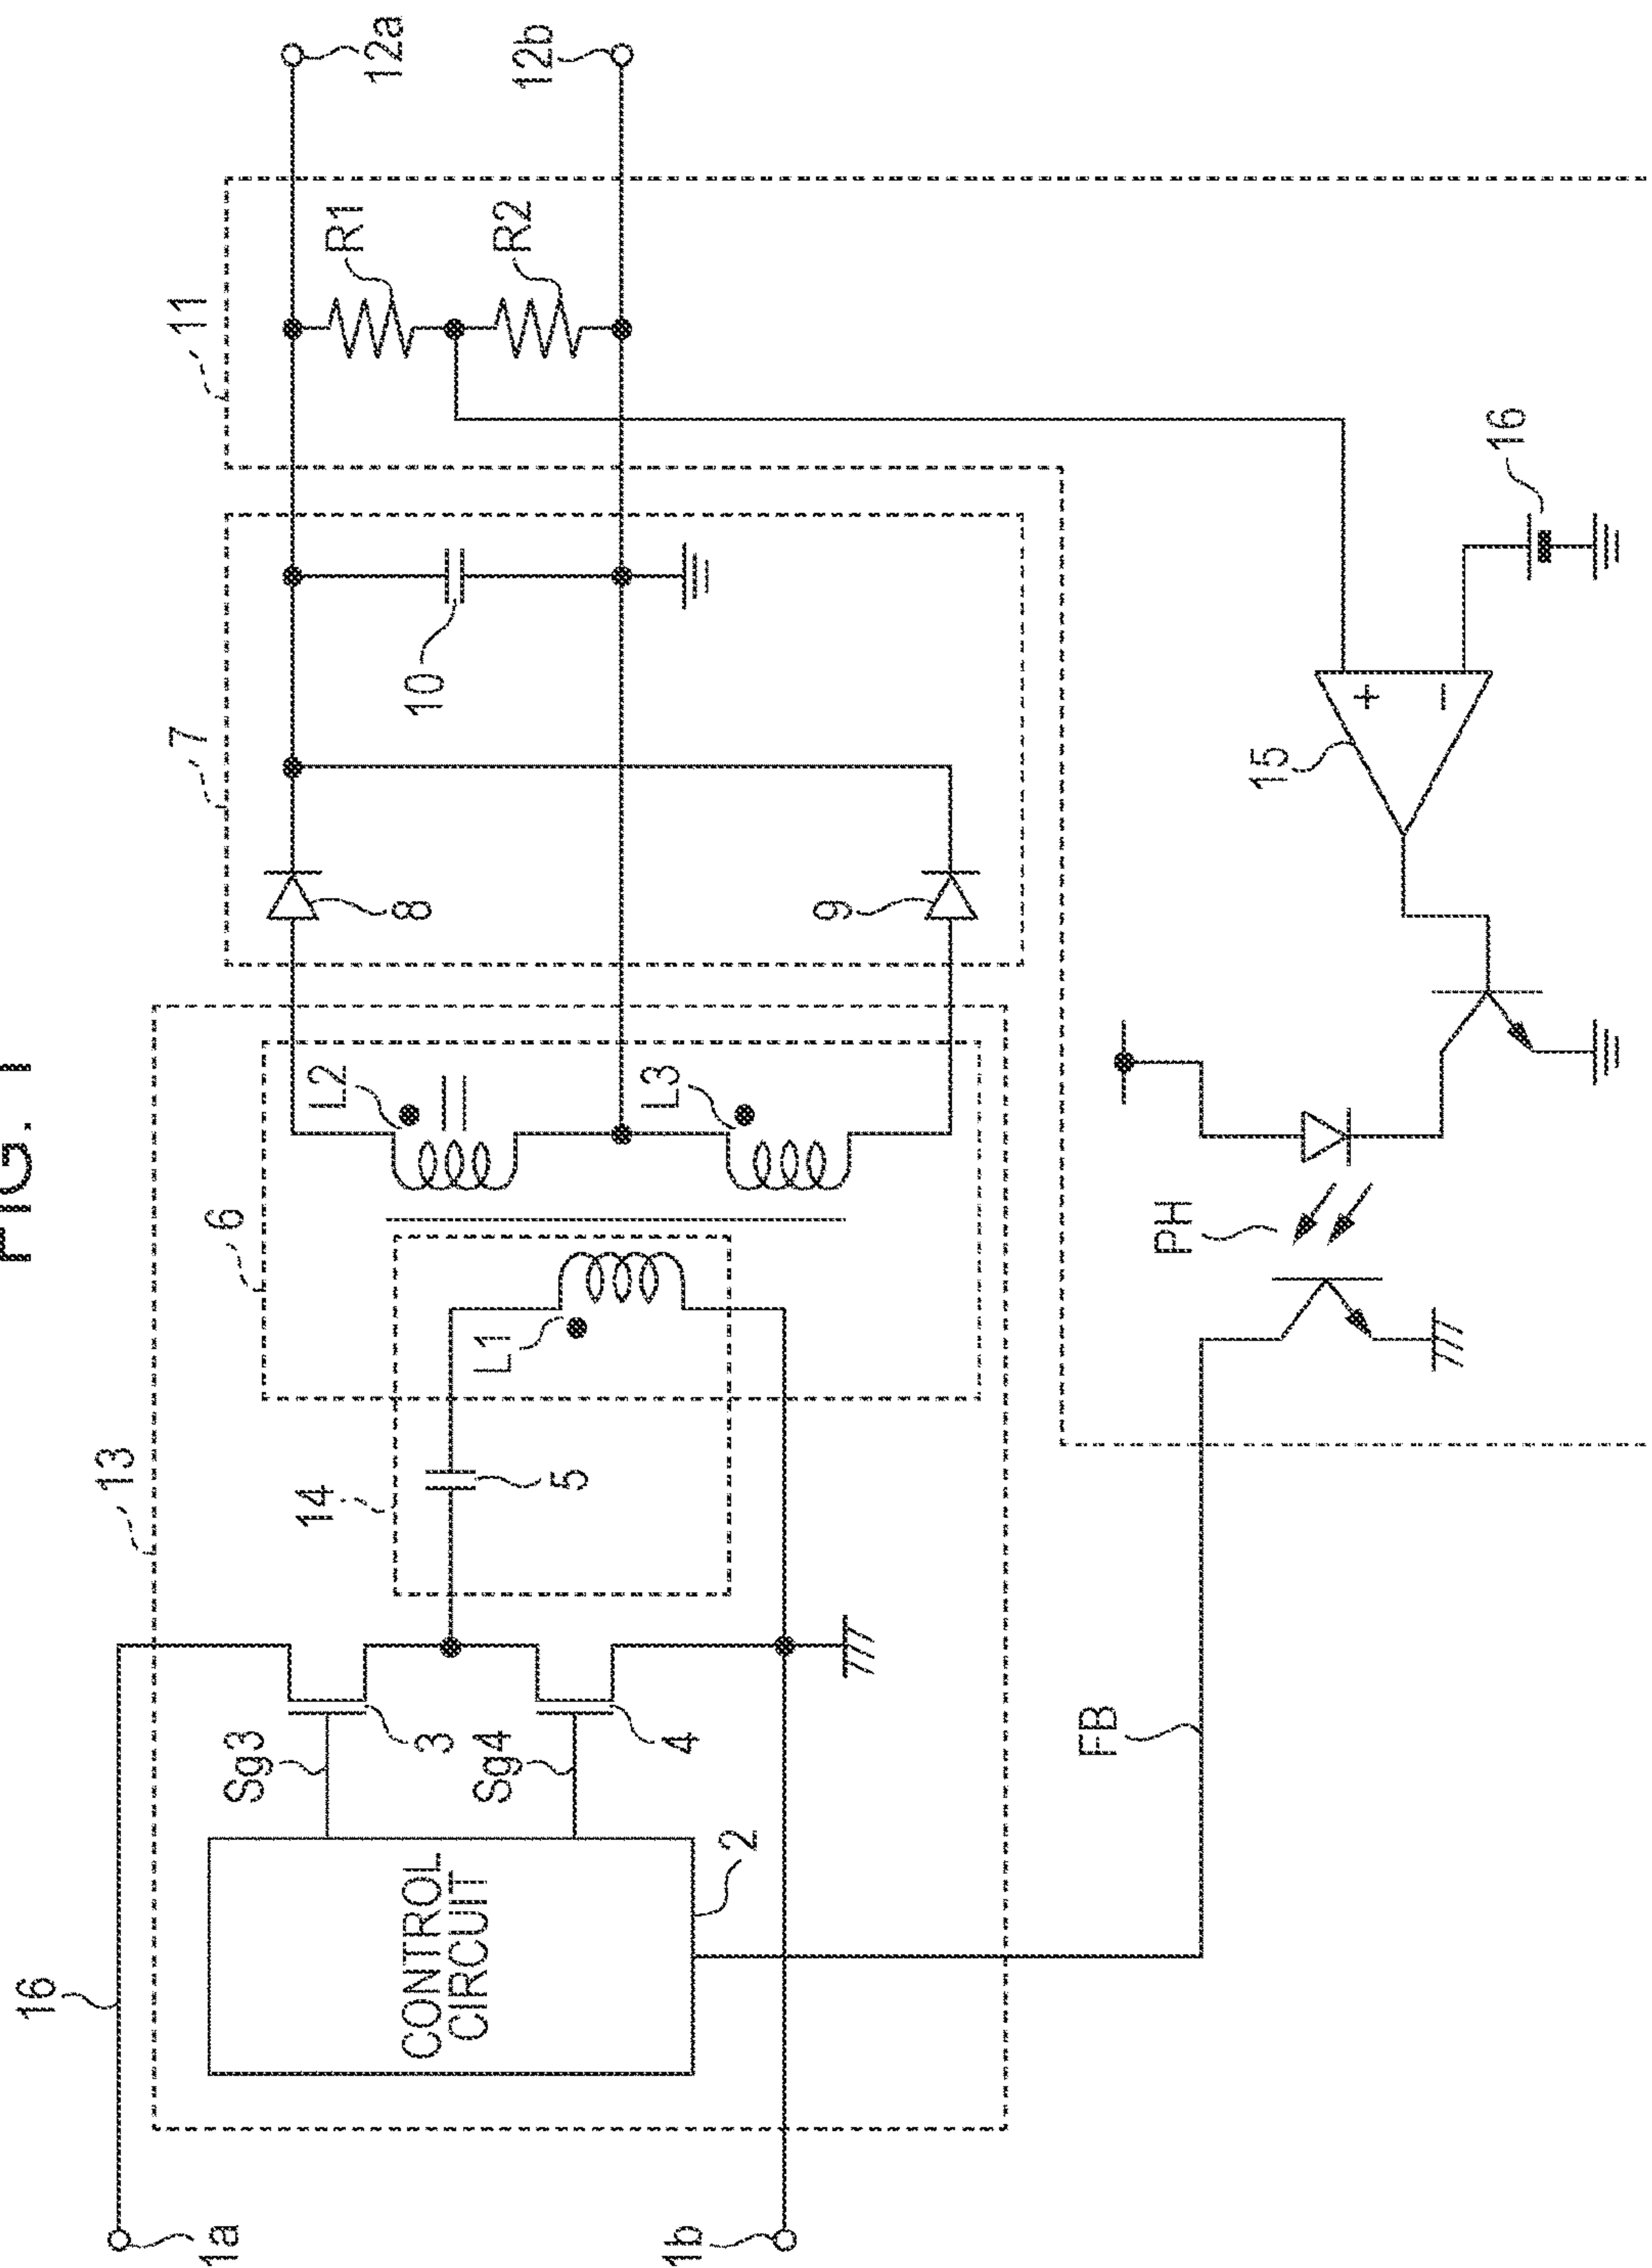 FIG. 1
16
13
11
7
6
14
12a
12b
1a
1b
Sg3
Sg4
3
4
CONTROL
CIRCUIT
2
5
L1
L2
L3
8
9
10
R1
R2
FB
PH
15
+
−
16